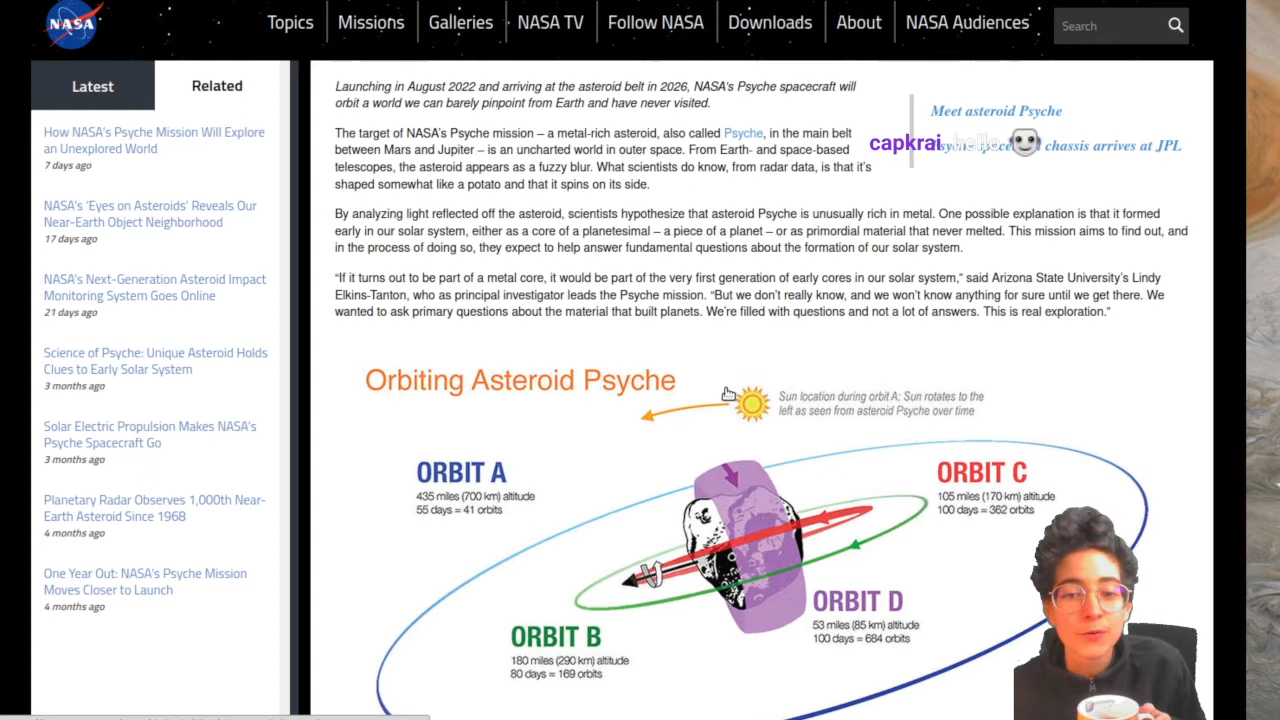 NASA
Topics
Missions
Galleries
NASA TV
Follow NASA
Downloads
About
NASA Audiences
Search
Latest
Related
How NASA's Psyche Mission Will Explore
an Unexplored World
7 days ago
NASA's 'Eyes on Asteroids' Reveals Our
Near-Earth Object Neighborhood
17 days ago
NASA's Next-Generation Asteroid Impact
Monitoring System Goes Online
21 days ago
Science of Psyche: Unique Asteroid Holds
Clues to Early Solar System
3 months ago
Solar Electric Propulsion Makes NASA's
Psyche Spacecraft Go
3 months ago
Planetary Radar Observes 1,000th Near-
Earth Asteroid Since 1968
4 months ago
One Year Out: NASA's Psyche Mission
Moves Closer to Launch
4 months ago
Launching in August 2022 and arriving at the asteroid belt in 2026, NASA's Psyche spacecraft will
orbit a world we can barely pinpoint from Earth and have never visited.
The target of NASA's Psyche mission – a metal-rich asteroid, also called Psyche, in the main belt
between Mars and Jupiter – is an uncharted world in outer space. From Earth- and space-based
telescopes, the asteroid appears as a fuzzy blur. What scientists do know, from radar data, is that it's
shaped somewhat like a potato and that it spins on its side.
Meet asteroid Psyche
capkrai hello
chassis arrives at JPL
By analyzing light reflected off the asteroid, scientists hypothesize that asteroid Psyche is unusually rich in metal. One possible explanation is that it formed
early in our solar system, either as a core of a planetesimal – a piece of a planet – or as primordial material that never melted. This mission aims to find out, and
in the process of doing so, they expect to help answer fundamental questions about the formation of our solar system.
“If it turns out to be part of a metal core, it would be part of the very first generation of early cores in our solar system,” said Arizona State University's Lindy
Elkins-Tanton, who as principal investigator leads the Psyche mission. “But we don't really know, and we won't know anything for sure until we get there. We
wanted to ask primary questions about the material that built planets. We're filled with questions and not a lot of answers. This is real exploration.”
Orbiting Asteroid Psyche
Sun location during orbit A; Sun rotates to the
left as seen from asteroid Psyche over time
ORBIT A
435 miles (700 km) altitude
55 days = 41 orbits
ORBIT C
105 miles (170 km) altitude
100 days = 362 orbits
ORBIT D
53 miles (85 km) altitude
100 days = 684 orbits
ORBIT B
180 miles (290 km) altitude
80 days = 169 orbits